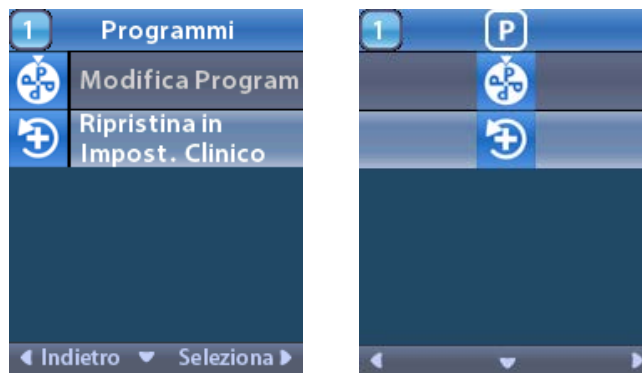 1 Programmi
Modifica Program
Ripristina in
Impost. Clinico
Indietro Seleziona
1 P